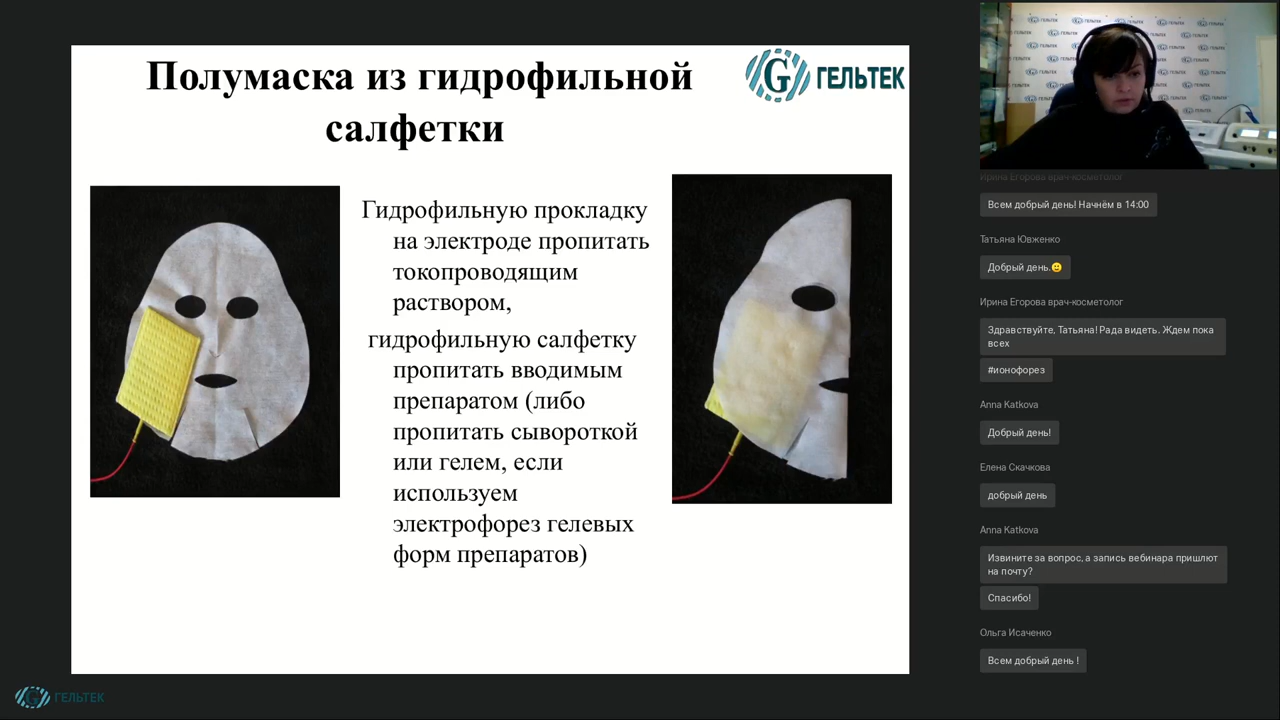 Полумаска из гидрофильной
салфетки
ГЕЛЬТЕК
Гидрофильную прокладку
на электроде пропитать
токопроводящим
раствором,
гидрофильную салфетку
пропитать вводимым
препаратом (либо
пропитать сывороткой
или гелем, если
используем
электрофорез гелевых
форм препаратов)
ГЕЛЬТЕК
Ирина Егорова врач-косметолог
Всем добрый день! Начнём в 14:00
Татьяна Ювженко
Добрый день.🙂
Ирина Егорова врач-косметолог
Здравствуйте, Татьяна! Рада видеть. Ждем пока
всех
#ионофорез
Anna Katkova
Добрый день!
Елена Скачкова
добрый день
Anna Katkova
Извините за вопрос, а запись вебинара пришлют
на почту?
Спасибо!
Ольга Исаченко
Всем добрый день !